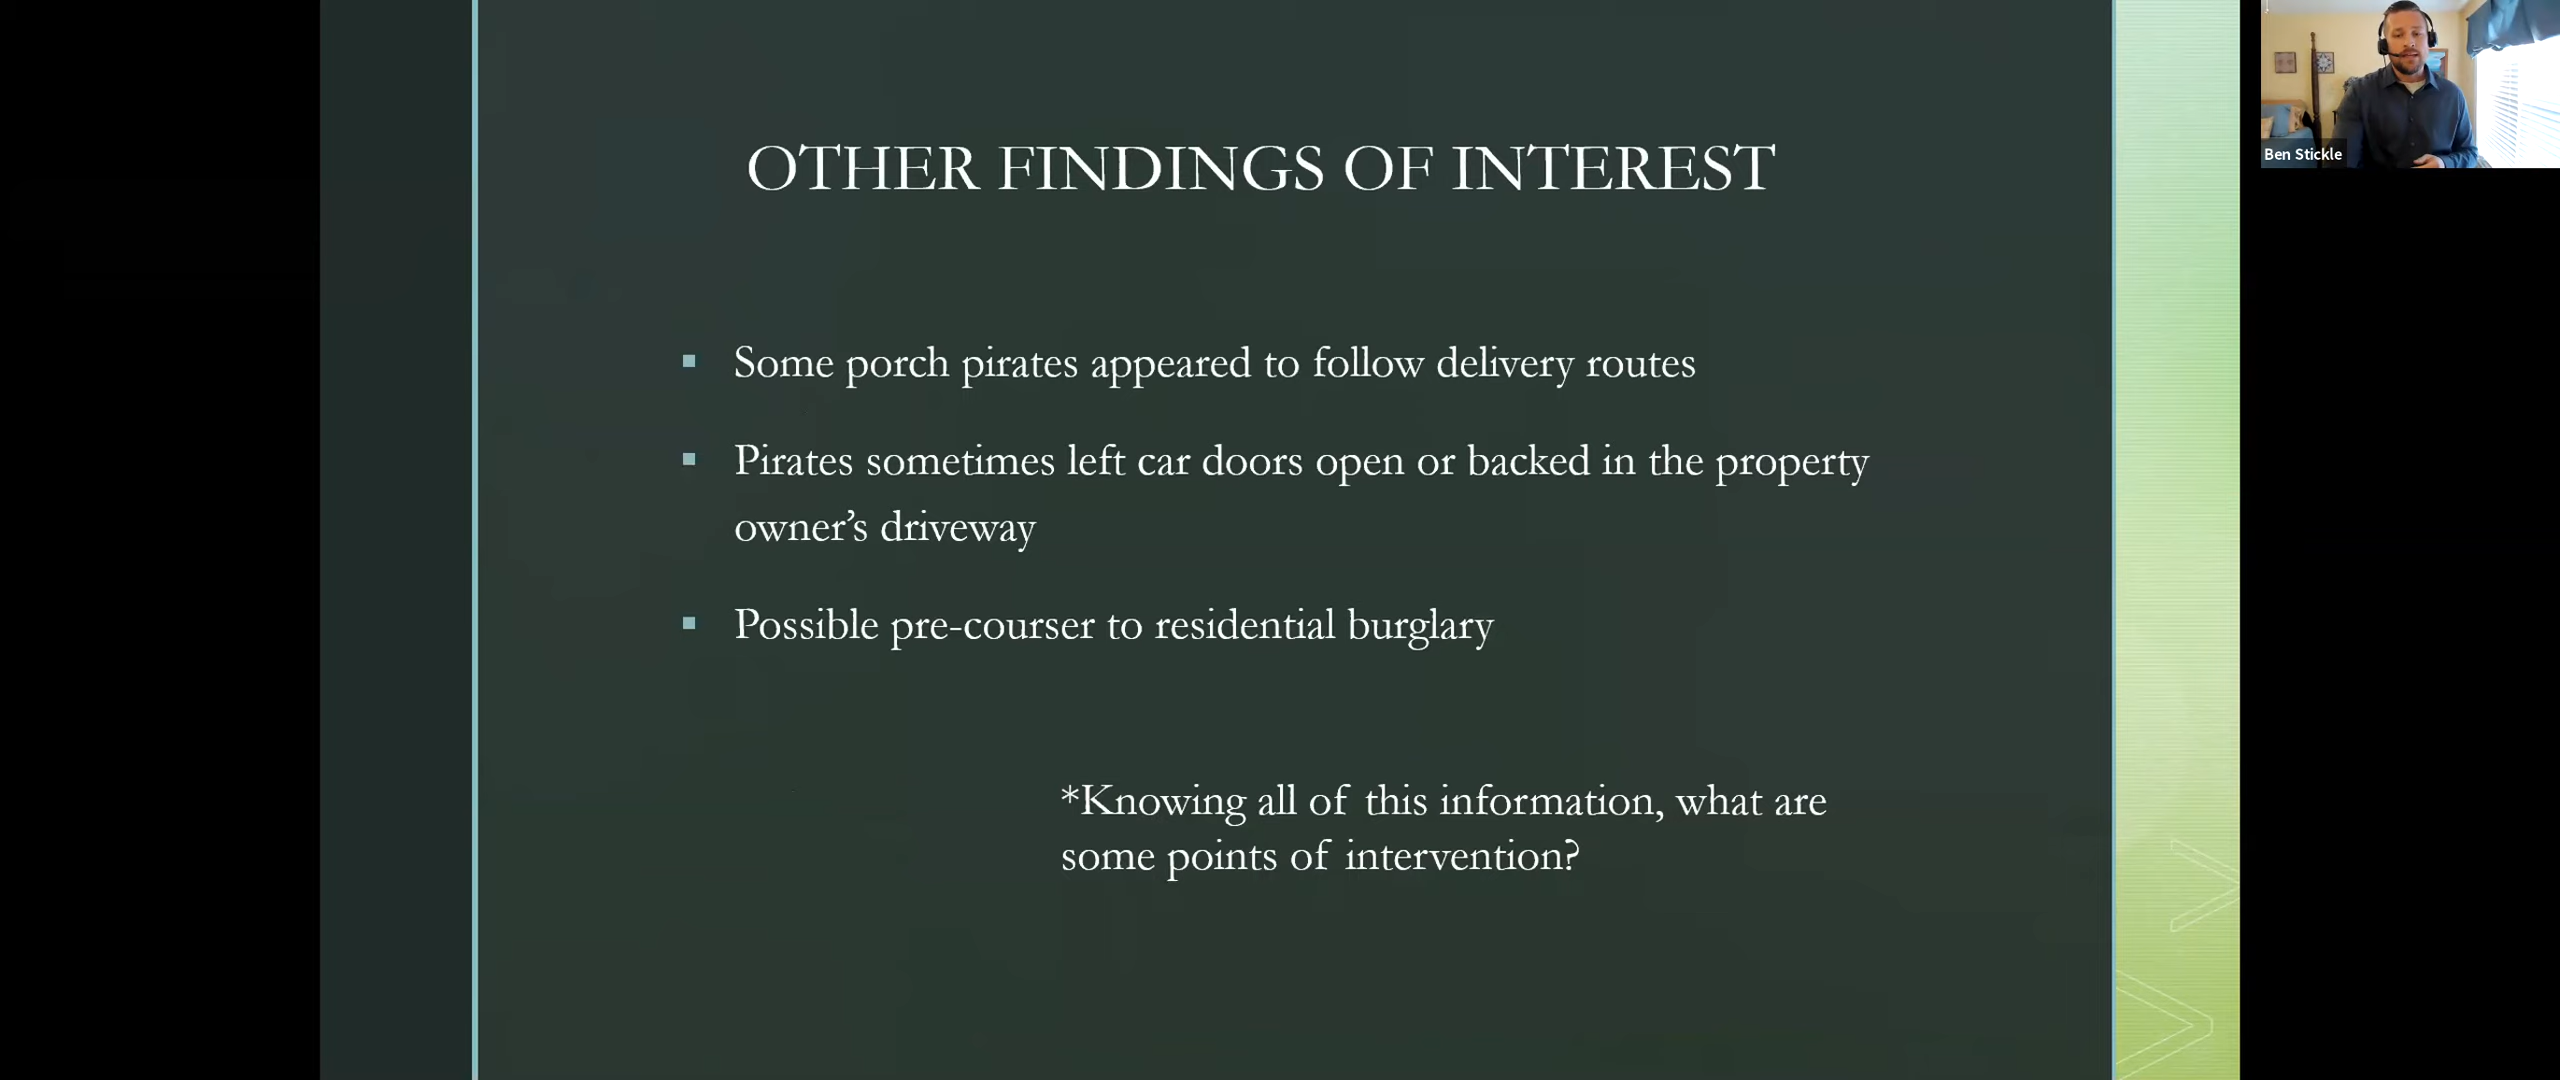 OTHER FINDINGS OF INTEREST
Some porch pirates appeared to follow delivery routes
Pirates sometimes left car doors open or backed in the property
owner’s driveway
Possible pre-courser to residential burglary
*Knowing all of this information, what are
some points of intervention?
Ben Stickle